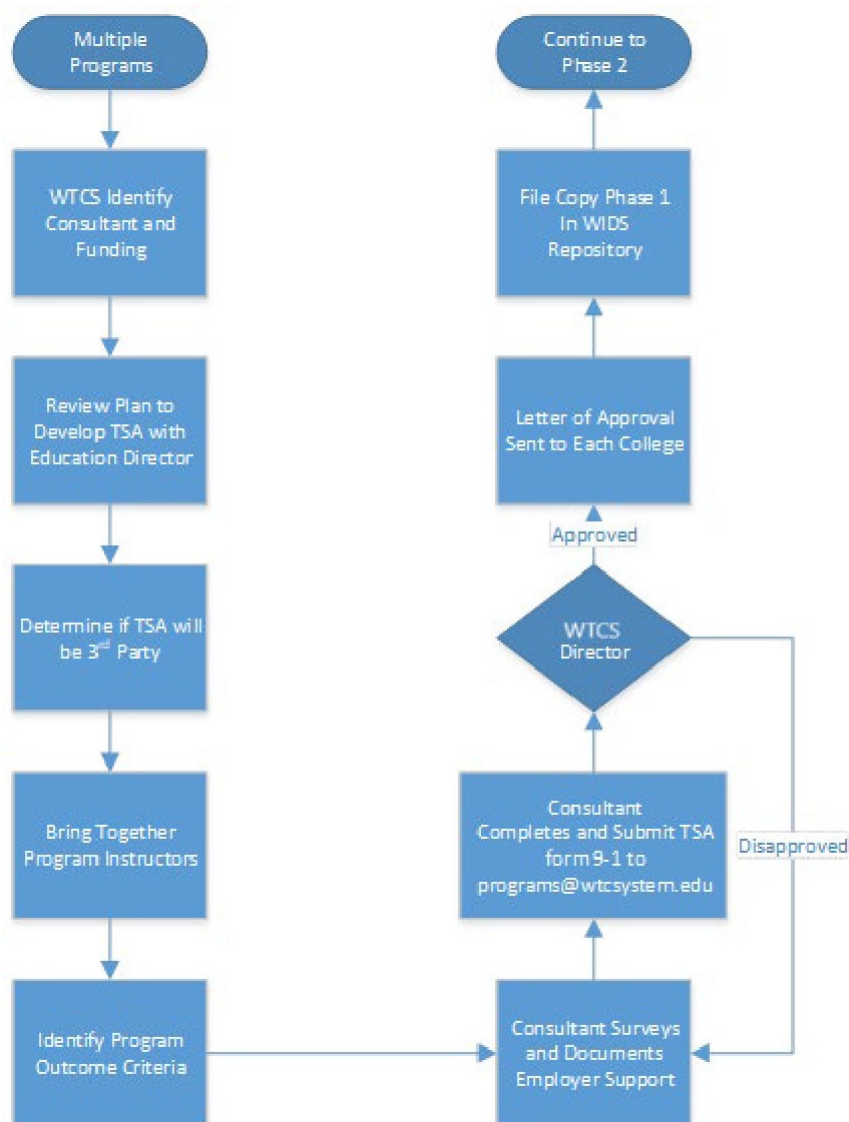 Multiple
Programs
WTCS Identify
Consultant and
Funding
Review Plan to
Develop TSA with
Education Director
Determine if TSA will
be 3rd Party
Bring Together
Program Instructors
Identify Program
Outcome Criteria
Consultant Surveys
and Documents
Employer Support
Consultant
Completes and Submit TSA
form 9-1 to
programs@wtcsystem.edu
WTCS
Director
Disapproved
Approved
Letter of Approval
Sent to Each College
File Copy Phase 1
In WIDS
Repository
Continue to
Phase 2